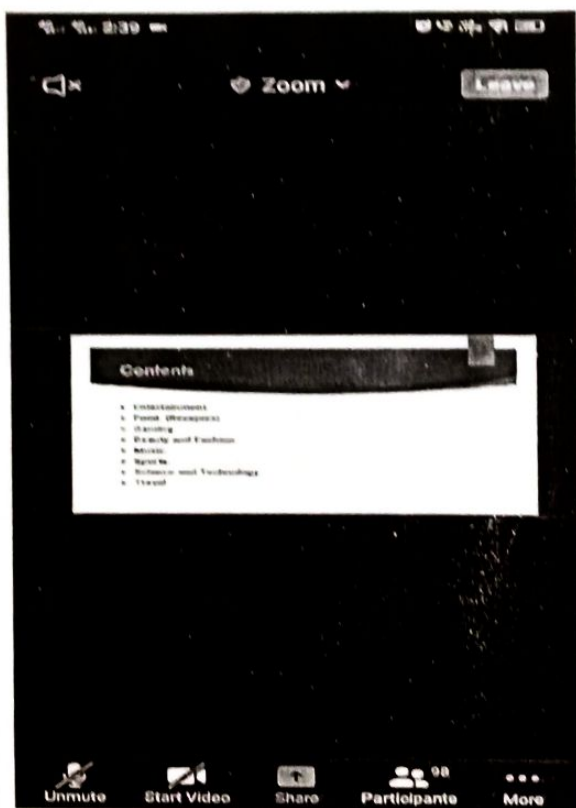 2:39
Zoom
Leave
Contents
Entertainment
Food (Recepies)
Gaming
Beauty and Fashion
Music
Sports
Science and Technology
Travel
98
Unmute
Start Video
Share
Participants
More